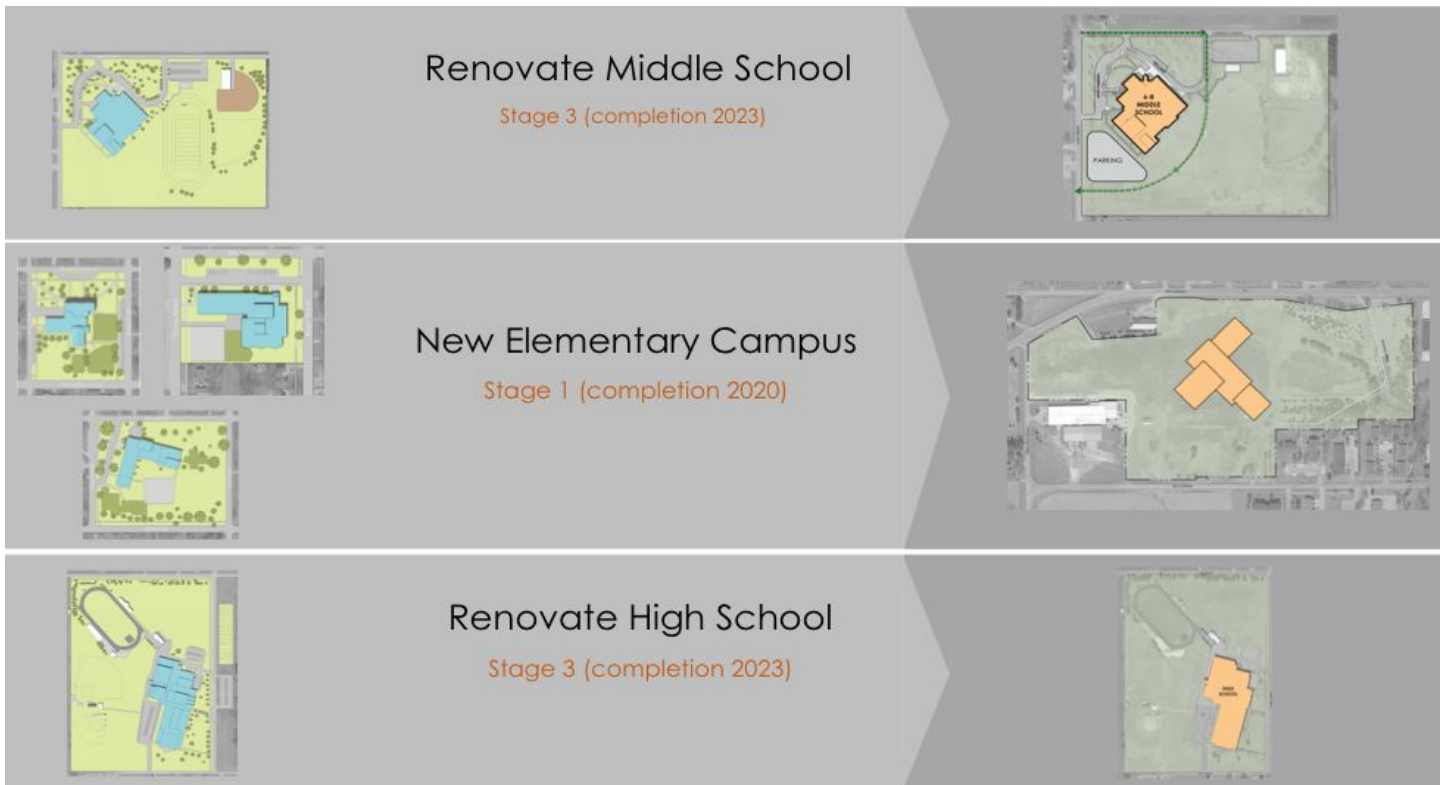 Renovate Middle School
Stage 3 (completion 2023)
6-8
MIDDLE
SCHOOL
PARKING
New Elementary Campus
Stage 1 (completion 2020)
Renovate High School
Stage 3 (completion 2023)
HIGH
SCHOOL